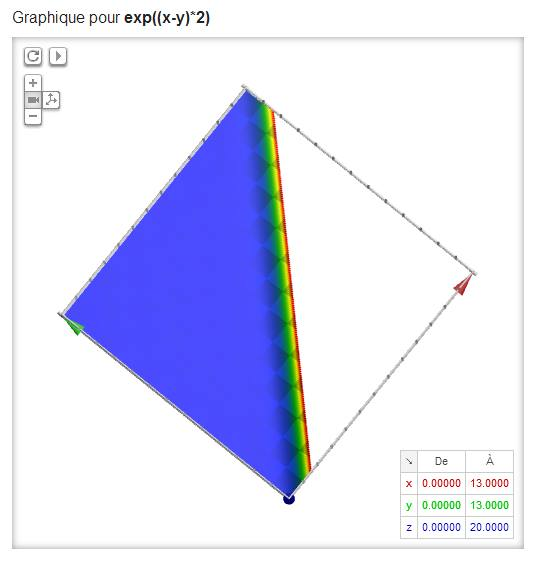 Graphique pour exp((x-y)*2)
↘ De À
x 0.00000 13.0000
y 0.00000 13.0000
z 0.00000 20.0000